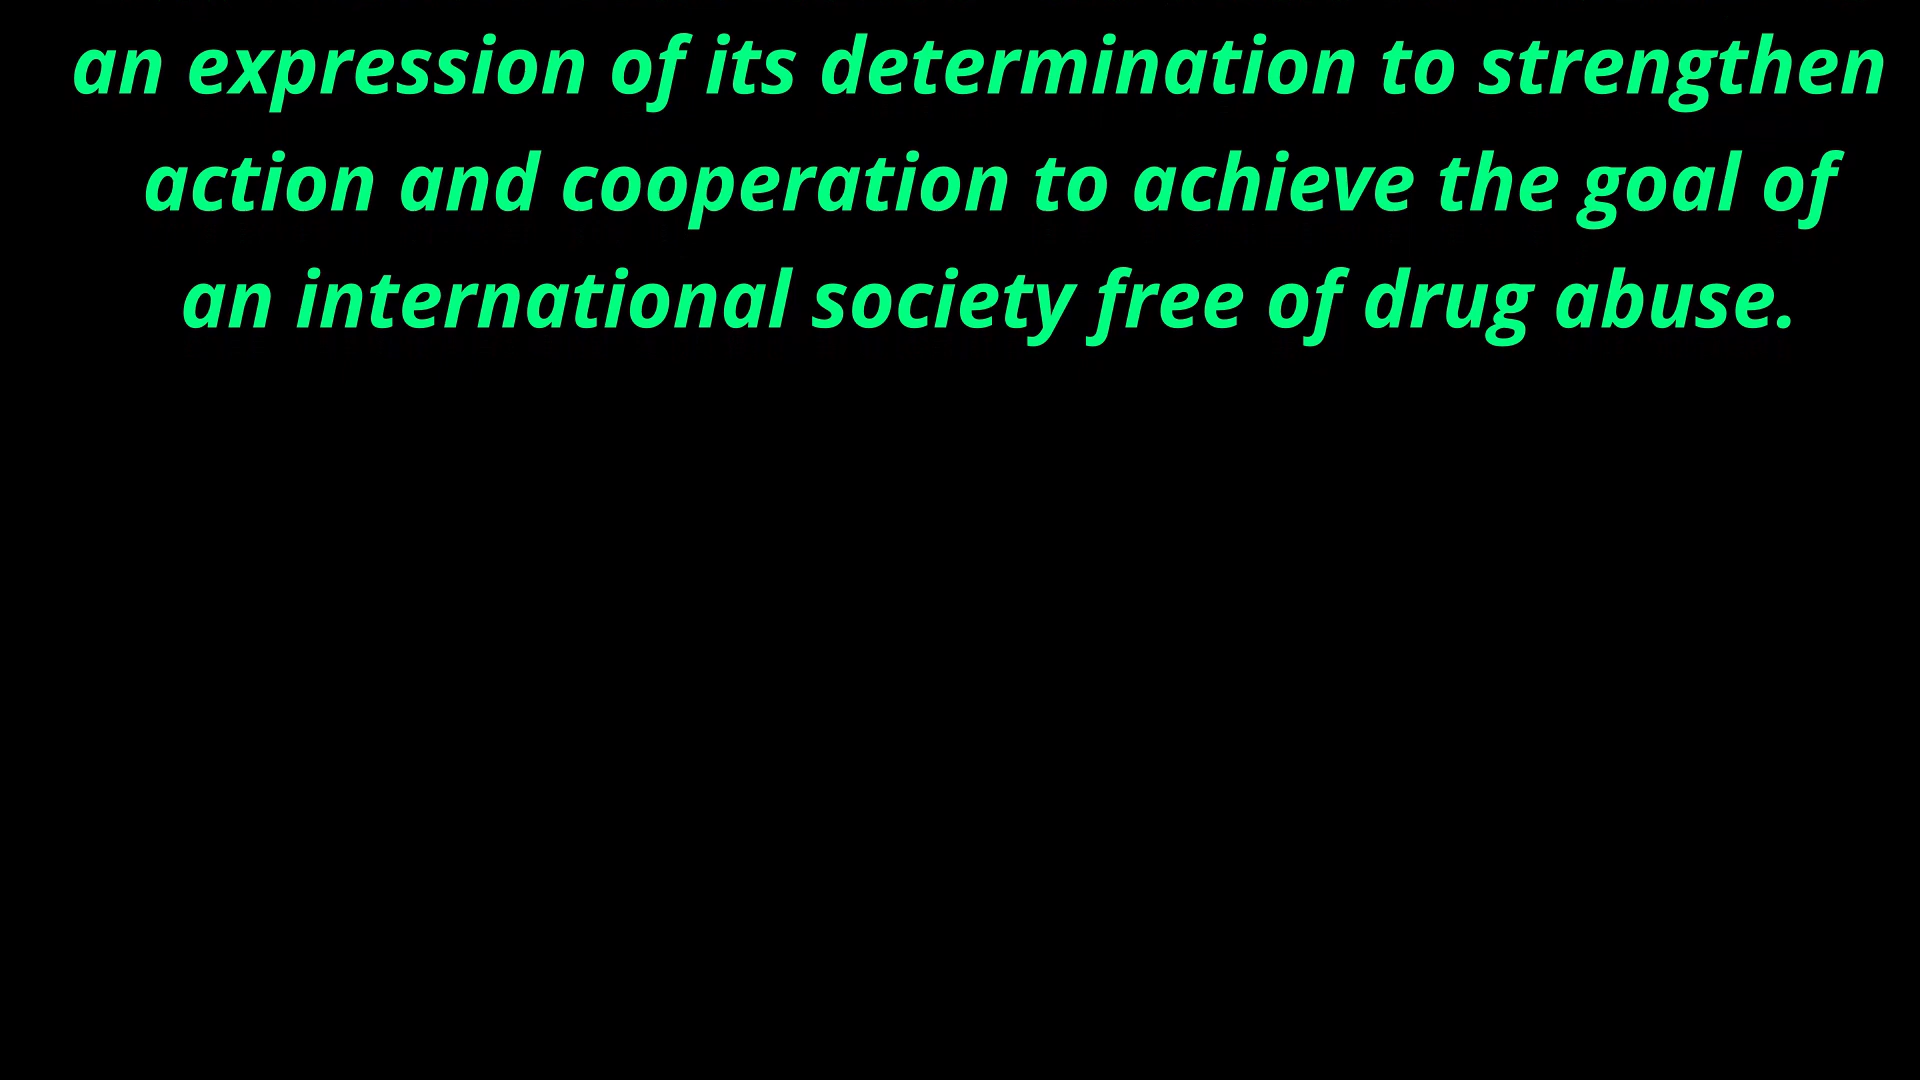 an expression of its determination to strengthen
action and cooperation to achieve the goal of
an international society free of drug abuse.